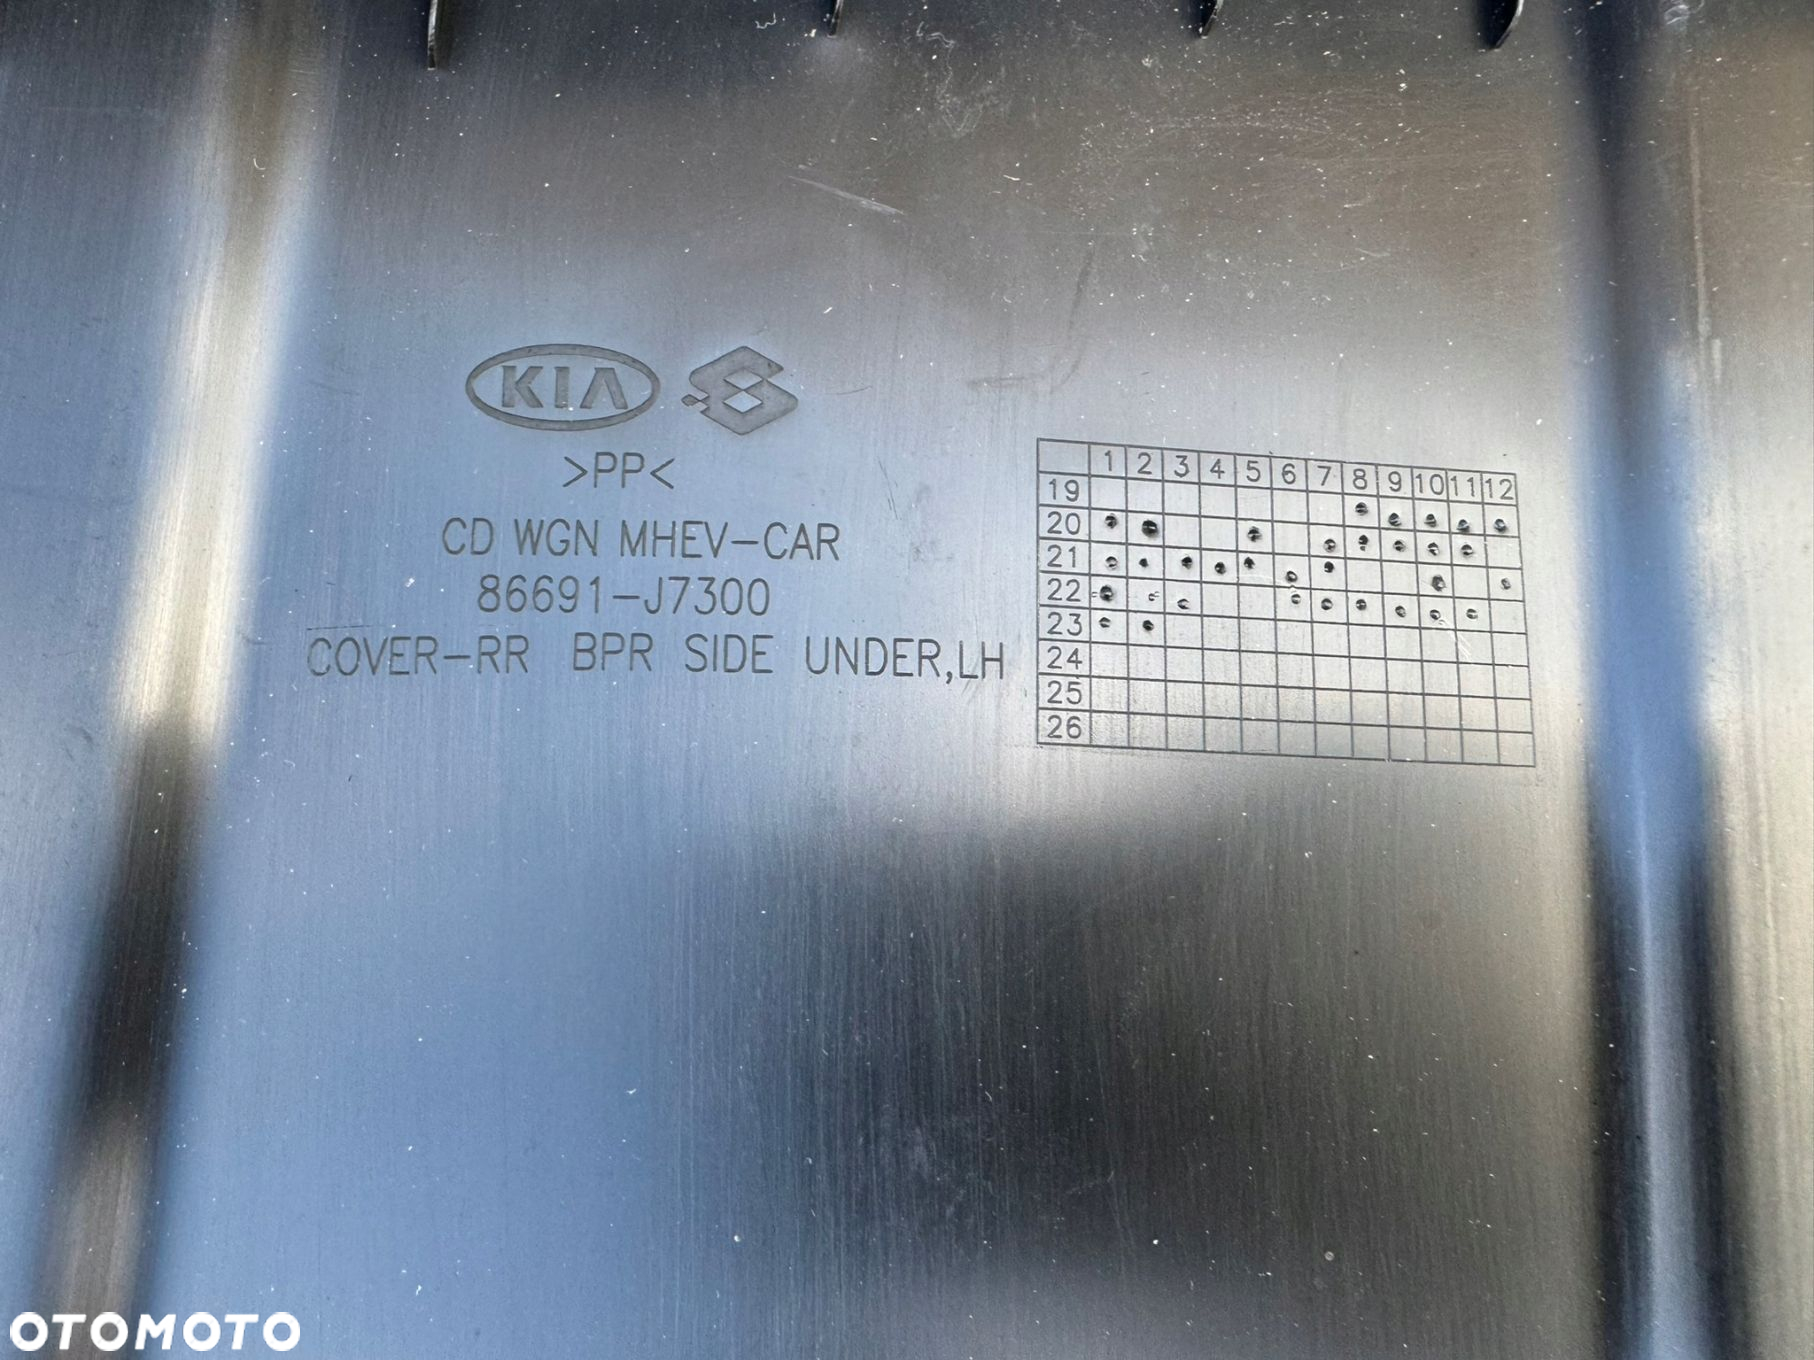 KIA
>PP<
CD WGN MHEV-CAR
86691-J7300
COVER-RR BPR SIDE UNDER,LH
1 2 3 4 5 6 7 8 9 10 11 12
19
20
21
22
23
24
25
26
OTOMOTO